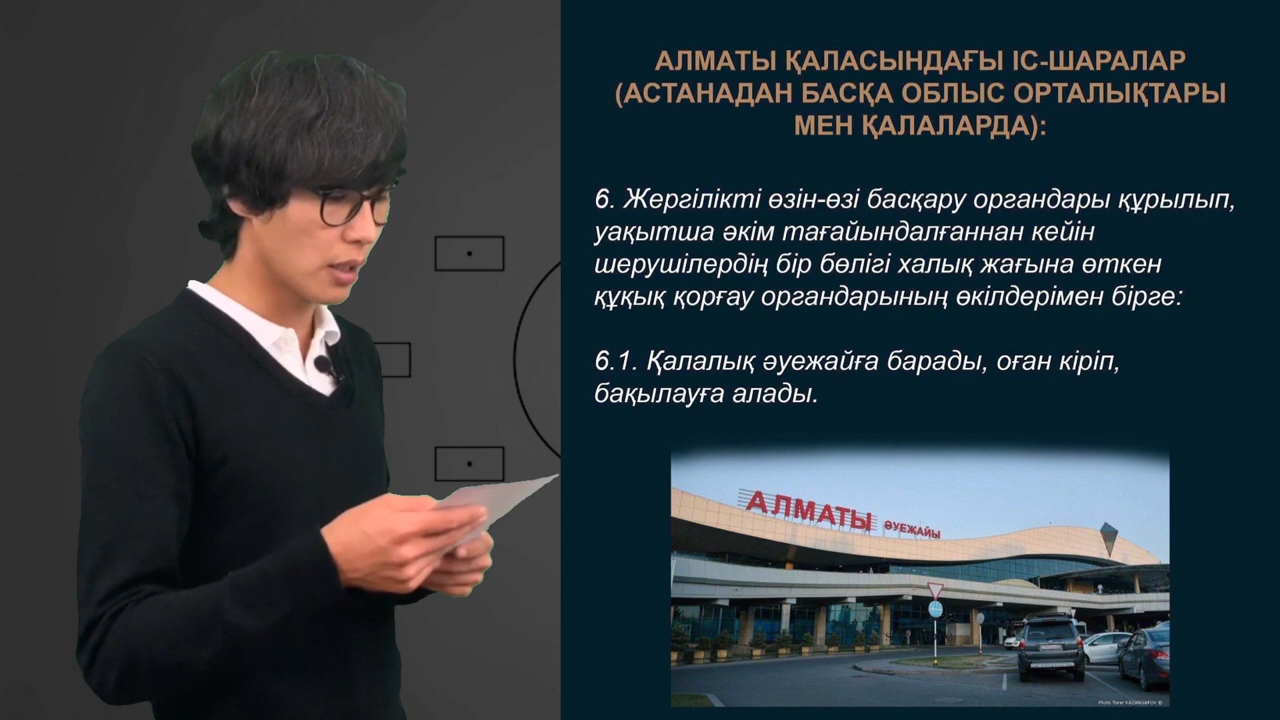 АЛМАТЫ ҚАЛАСЫНДАҒЫ ІС-ШАРАЛАР
(АСТАНАДАН БАСҚА ОБЛЫС ОРТАЛЫҚТАРЫ
МЕН ҚАЛАЛАРДА):
6. Жергілікті өзін-өзі басқару органдары құрылып,
уақытша әкім тағайындалғаннан кейін
шерушілердің бір бөлігі халық жағына өткен
құқық қорғау органдарының өкілдерімен бірге:
6.1. Қалалық әуежайға барады, оған кіріп,
бақылауға алады.
АЛМАТЫ ӘУЕЖАЙЫ